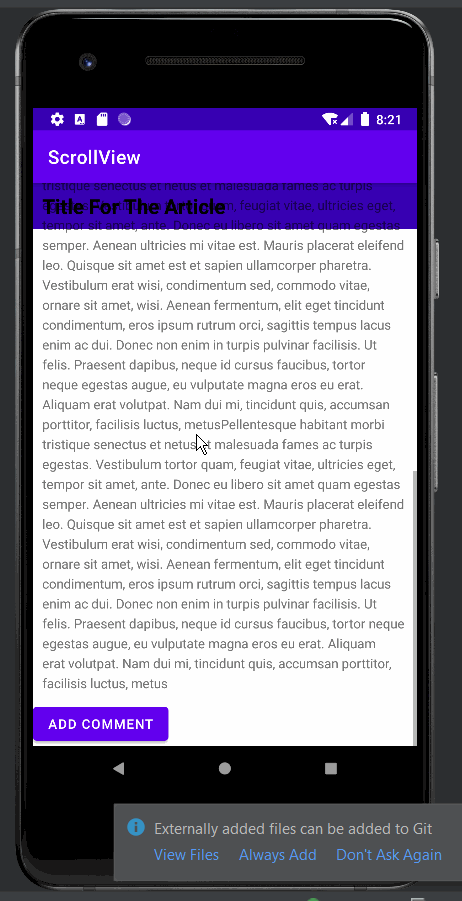 8:21
ScrollView
tristique senectus et netus et malesuada fames ac turpis
Title For The Article
egestas. Vestibulum tortor quam, feugiat vitae, ultricies eget,
tempor sit amet, ante. Donec eu libero sit amet quam egestas
semper. Aenean ultricies mi vitae est. Mauris placerat eleifend
leo. Quisque sit amet est et sapien ullamcorper pharetra.
Vestibulum erat wisi, condimentum sed, commodo vitae,
ornare sit amet, wisi. Aenean fermentum, elit eget tincidunt
condimentum, eros ipsum rutrum orci, sagittis tempus lacus
enim ac dui. Donec non enim in turpis pulvinar facilisis. Ut
felis. Praesent dapibus, neque id cursus faucibus, tortor
neque egestas augue, eu vulputate magna eros eu erat.
Aliquam erat volutpat. Nam dui mi, tincidunt quis, accumsan
porttitor, facilisis luctus, metusPellentesque habitant morbi
tristique senectus et netus et malesuada fames ac turpis
egestas. Vestibulum tortor quam, feugiat vitae, ultricies eget,
tempor sit amet, ante. Donec eu libero sit amet quam egestas
semper. Aenean ultricies mi vitae est. Mauris placerat eleifend
leo. Quisque sit amet est et sapien ullamcorper pharetra.
Vestibulum erat wisi, condimentum sed, commodo vitae,
ornare sit amet, wisi. Aenean fermentum, elit eget tincidunt
condimentum, eros ipsum rutrum orci, sagittis tempus lacus
enim ac dui. Donec non enim in turpis pulvinar facilisis. Ut
felis. Praesent dapibus, neque id cursus faucibus, tortor
neque egestas augue, eu vulputate magna eros eu erat. Aliquam
erat volutpat. Nam dui mi, tincidunt quis, accumsan porttitor,
facilisis luctus, metus
ADD COMMENT
Externally added files can be added to Git
View Files Always Add Don't Ask Again